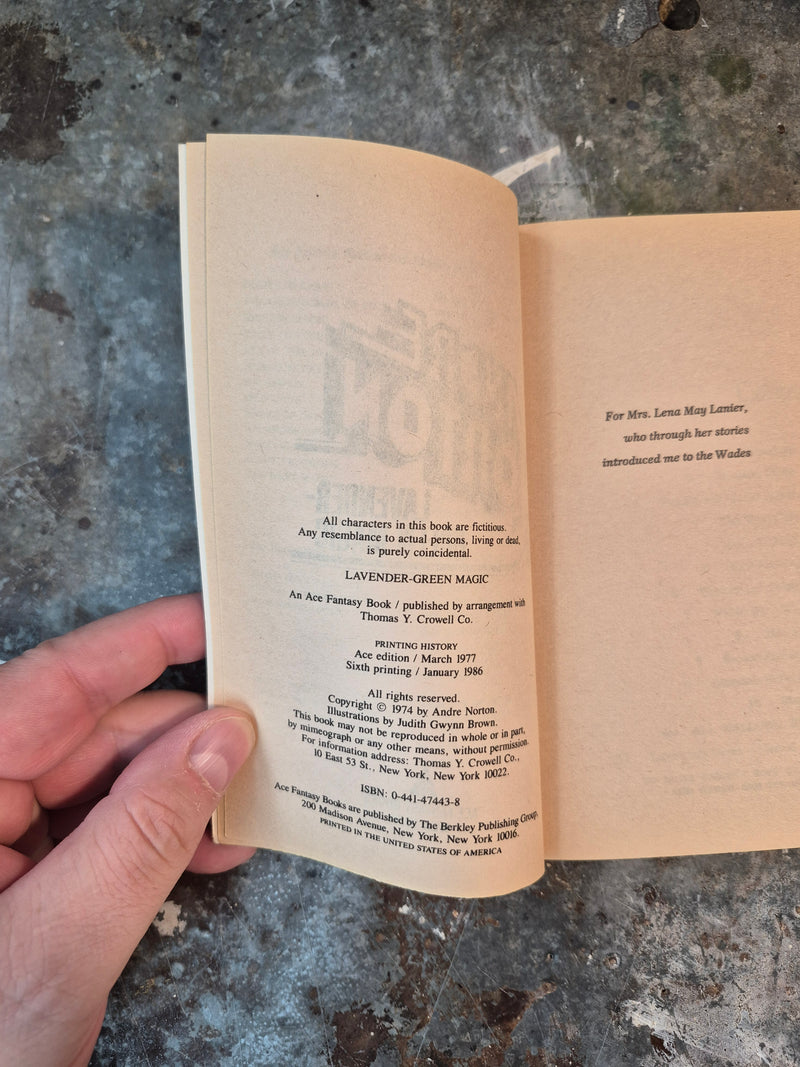 All characters in this book are fictitious.
Any resemblance to actual persons, living or dead,
is purely coincidental.
LAVENDER-GREEN MAGIC
An Ace Fantasy Book / published by arrangement with
Thomas Y. Crowell Co.
PRINTING HISTORY
Ace edition / March 1977
Sixth printing / January 1986
All rights reserved.
Copyright © 1974 by Andre Norton.
Illustrations by Judith Gwynn Brown.
This book may not be reproduced in whole or in part,
by mimeograph or any other means, without permission.
For information address: Thomas Y. Crowell Co.,
10 East 53 St., New York, New York 10022.
ISBN: 0-441-47443-8
Ace Fantasy Books are published by The Berkley Publishing Group,
200 Madison Avenue, New York, New York 10016.
PRINTED IN THE UNITED STATES OF AMERICA
For Mrs. Lena May Lanier,
who through her stories
introduced me to the Wades